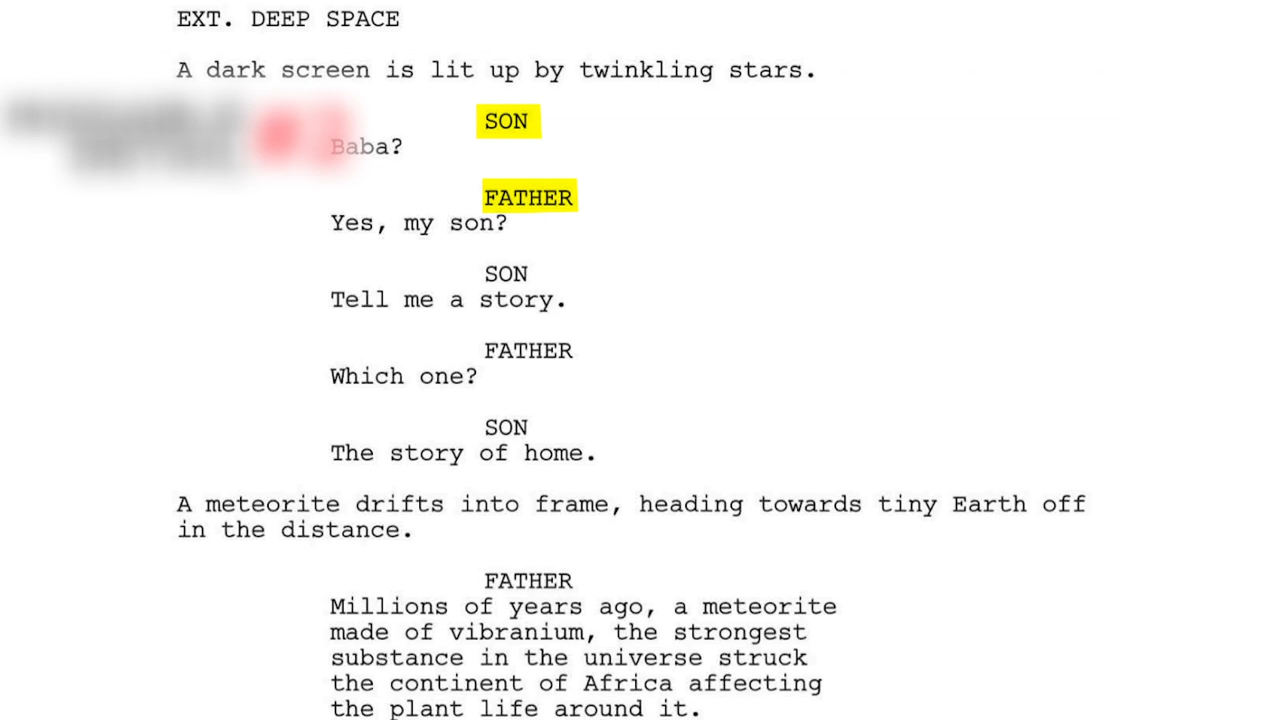 EXT. DEEP SPACE
A dark screen is lit up by twinkling stars.
SON
Baba?
FATHER
Yes, my son?
SON
Tell me a story.
FATHER
Which one?
SON
The story of home.
A meteorite drifts into frame, heading towards tiny Earth off
in the distance.
FATHER
Millions of years ago, a meteorite
made of vibranium, the strongest
substance in the universe struck
the continent of Africa affecting
the plant life around it.